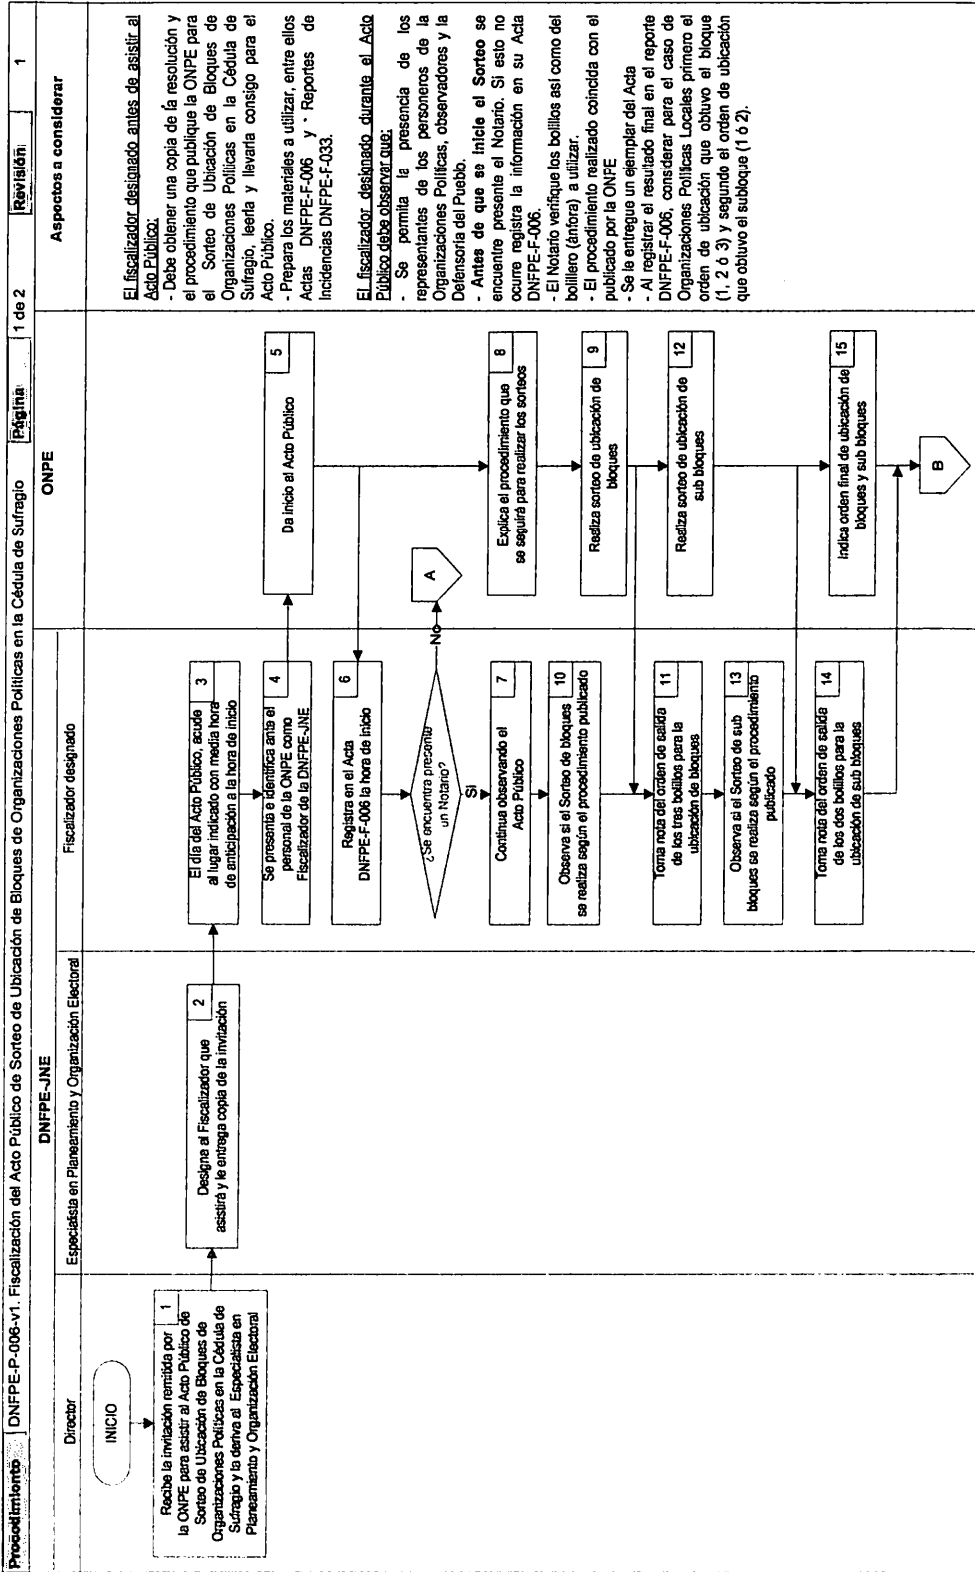 Procedimiento DNFPE-P-006-v1. Fiscalización del Acto Público de Sorteo de Ubicación de Bloques de Organizaciones Políticas en la Cédula de Sufragio Página 1 de 2 Revisión 1
DNFPE-JNE
ONPE
Aspectos a considerar
Director
Especialista en Planeamiento y Organización Electoral
Fiscalizador designado
INICIO
1
Recibe la invitación remitida por
la ONPE para asistir al Acto Público de
Sorteo de Ubicación de Bloques de
Organizaciones Políticas en la Cédula de
Sufragio y la deriva al Especialista en
Planeamiento y Organización Electoral
2
Designa al Fiscalizador que
asistirá y le entrega copia de la invitación
3
El día del Acto Público, acude
al lugar indicado con media hora
de anticipación a la hora de inicio
4
Se presenta e identifica ante el
personal de la ONPE como
Fiscalizador de la DNFPE-JNE
5
Da inicio al Acto Público
6
Registra en el Acta
DNFPE-F-006 la hora de inicio
¿Se encuentra presente
un Notario?
No
A
Si
7
Continua observando el
Acto Público
8
Explica el procedimiento que
se seguirá para realizar los sorteos
9
Realiza sorteo de ubicación de
bloques
10
Observa si el Sorteo de bloques
se realiza según el procedimiento publicado
11
Toma nota del orden de salida
de los tres bolillos para la
ubicación de bloques
12
Realiza sorteo de ubicación de
sub bloques
13
Observa si el Sorteo de sub
bloques se realiza según el procedimiento
publicado
14
Toma nota del orden de salida
de los dos bolillos para la
ubicación de sub bloques
15
Indica orden final de ubicación de
bloques y sub bloques
B
El fiscalizador designado antes de asistir al
Acto Público:
- Debe obtener una copia de la resolución y
el procedimiento que publique la ONPE para
el Sorteo de Ubicación de Bloques de
Organizaciones Políticas en la Cédula de
Sufragio, leerla y llevarla consigo para el
Acto Público.
- Prepara los materiales a utilizar, entre ellos
Actas DNFPE-F-006 y Reportes de
Incidencias DNFPE-F-033.
El fiscalizador designado durante el Acto
Público debe observar que:
- Se permita la presencia de los
representantes de los personeros de la
Organizaciones Políticas, observadores y la
Defensoría del Pueblo.
- Antes de que se inicie el Sorteo se
encuentre presente el Notario. Si esto no
ocurre registra la información en su Acta
DNFPE-F-006.
- El Notario verifique los bolillos así como del
bolillero (ánfora) a utilizar.
- El procedimiento realizado coincida con el
publicado por la ONPE
- Se le entregue un ejemplar del Acta
- Al registrar el resultado final en el reporte
DNFPE-F-006, considerar para el caso de
Organizaciones Políticas Locales primero el
orden de ubicación que obtuvo el bloque
(1, 2 ó 3) y segundo el orden de ubicación
que obtuvo el subloque (1 ó 2).